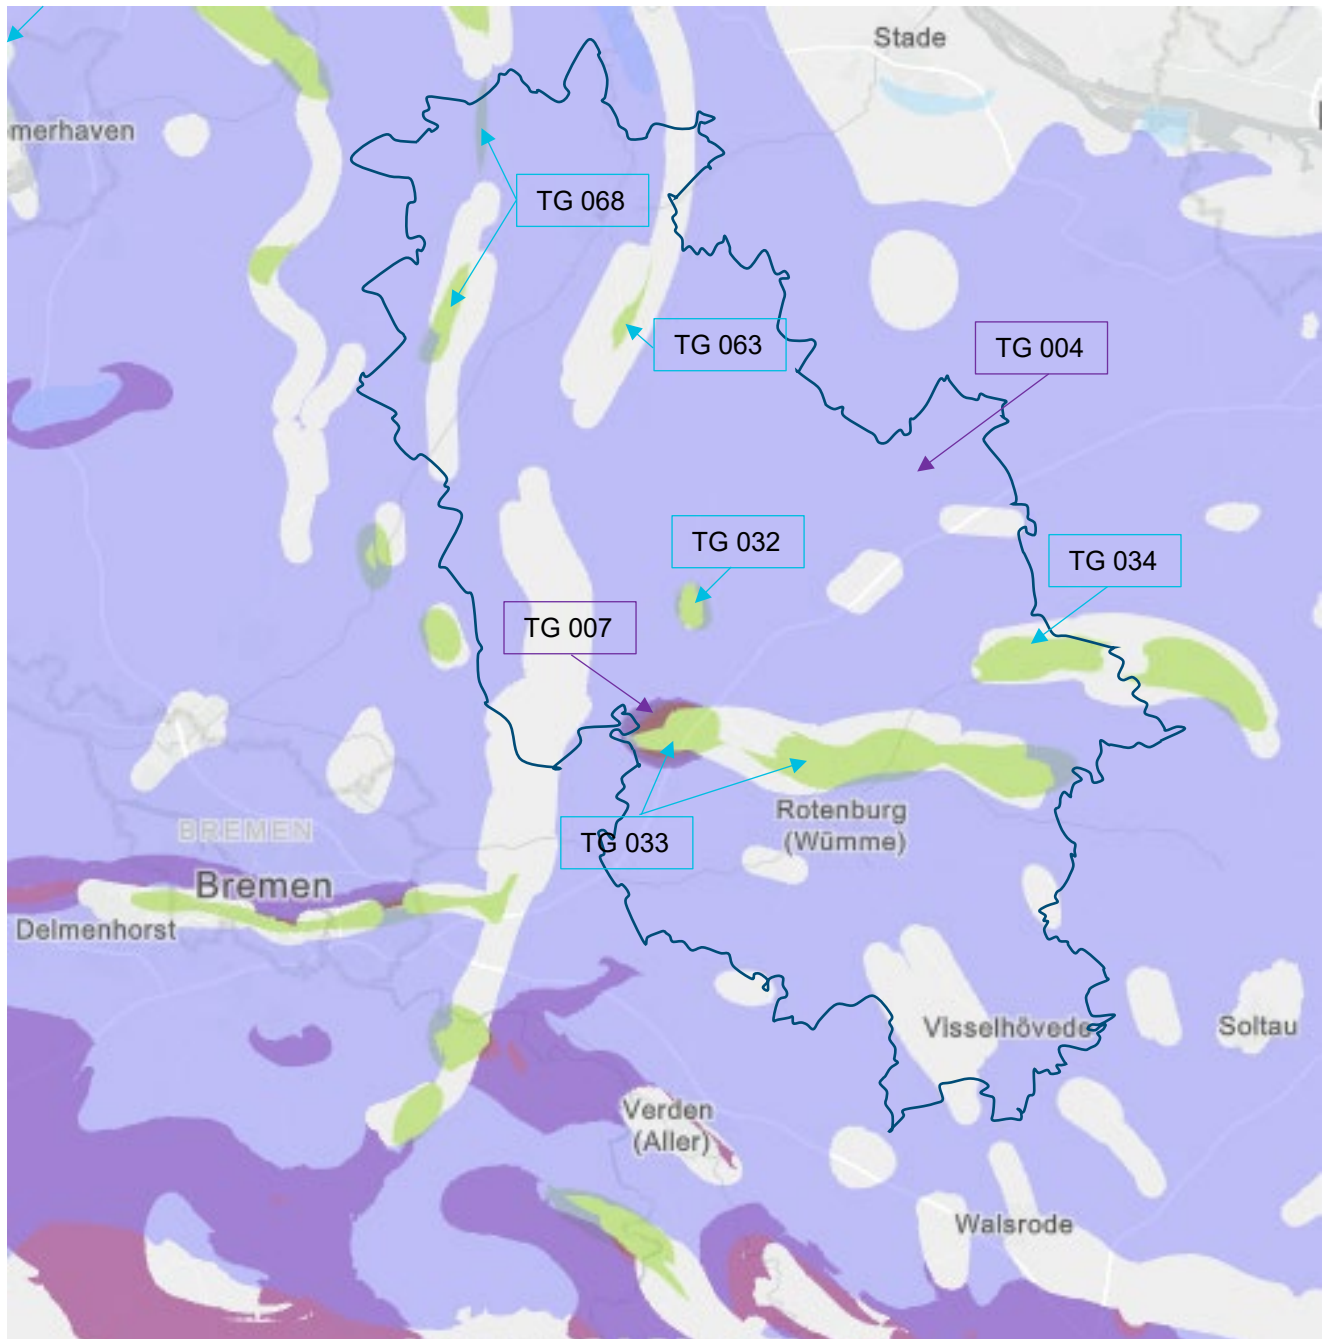 Stade
merhaven
TG 068
TG 063
TG 004
TG 032
TG 034
TG 007
TG 033
Rotenburg
(Wümme)
BREMEN
Bremen
Delmenhorst
Visselhövede
Soltau
Verden
(Aller)
Walsrode